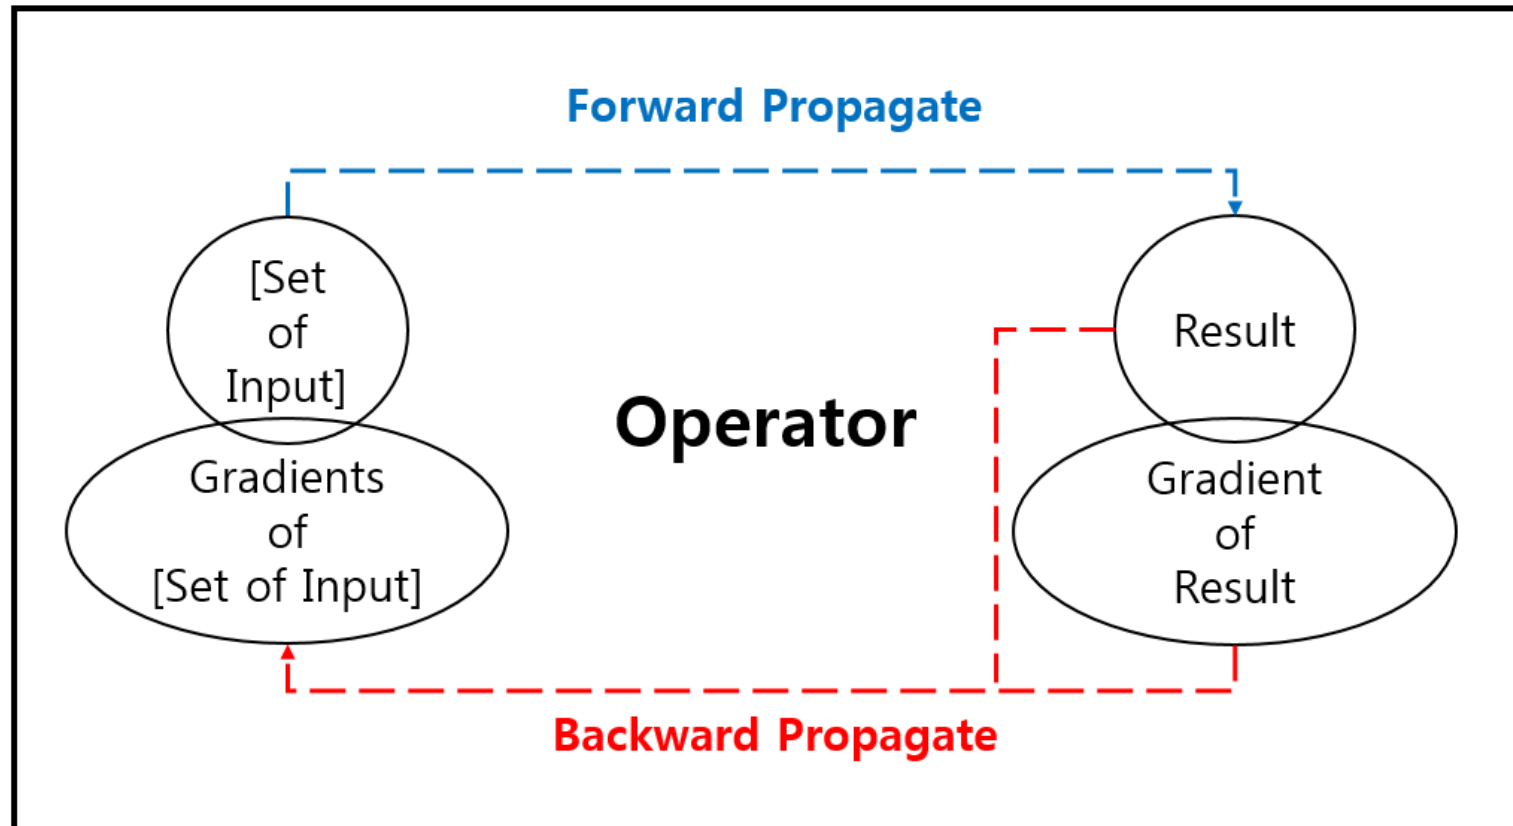 Forward Propagate
[Set
of
Input]
Result
Operator
Gradients
of
[Set of Input]
Gradient
of
Result
Backward Propagate